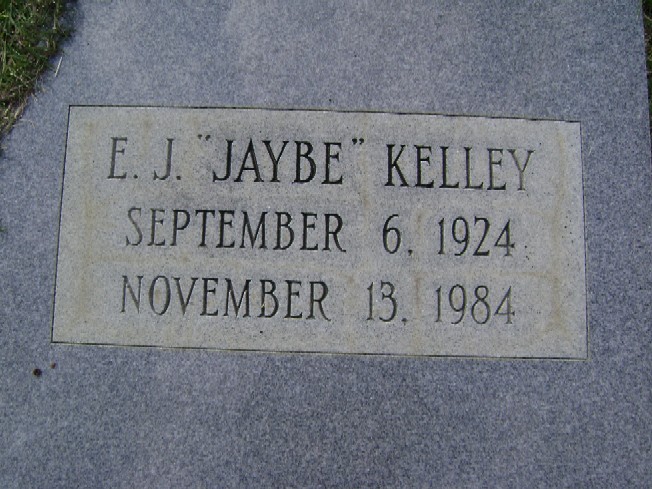 E. J. "JAYBE" KELLEY
SEPTEMBER 6, 1924
NOVEMBER 13, 1984